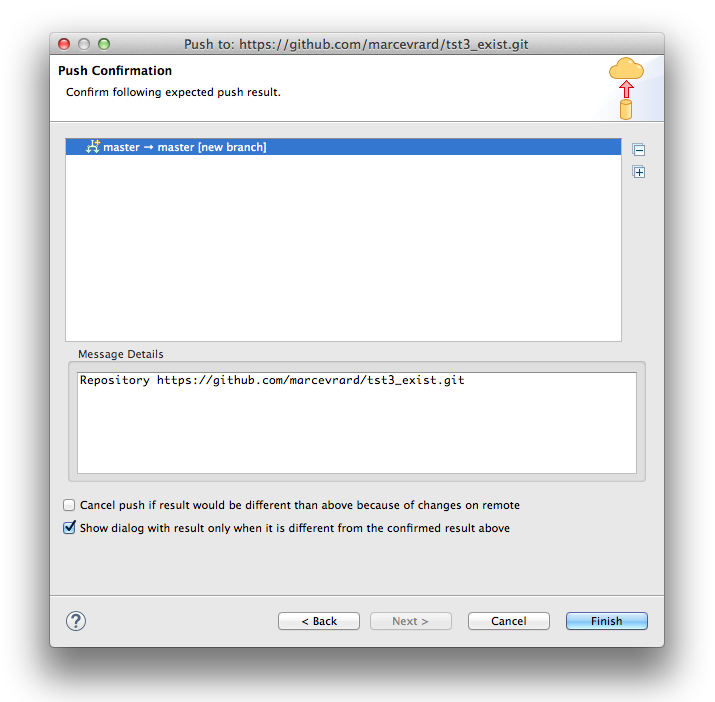 Push to: https://github.com/marcevrard/tst3_exist.git
Push Confirmation
Confirm following expected push result.
master → master [new branch]
Message Details
Repository https://github.com/marcevrard/tst3_exist.git
Cancel push if result would be different than above because of changes on remote
Show dialog with result only when it is different from the confirmed result above
? < Back Next > Cancel Finish